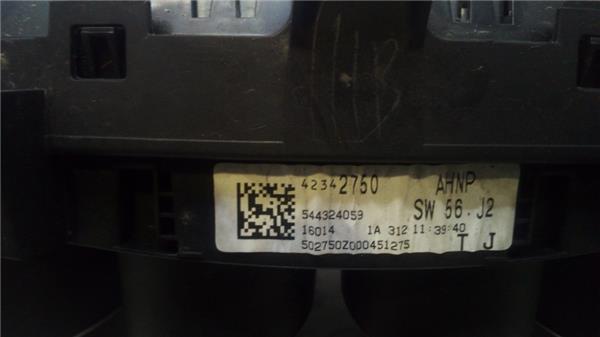 42342750 AHNP
544324059 SW 56.J2
16014 1A 312 11:39:40
502750Z000451275 T J